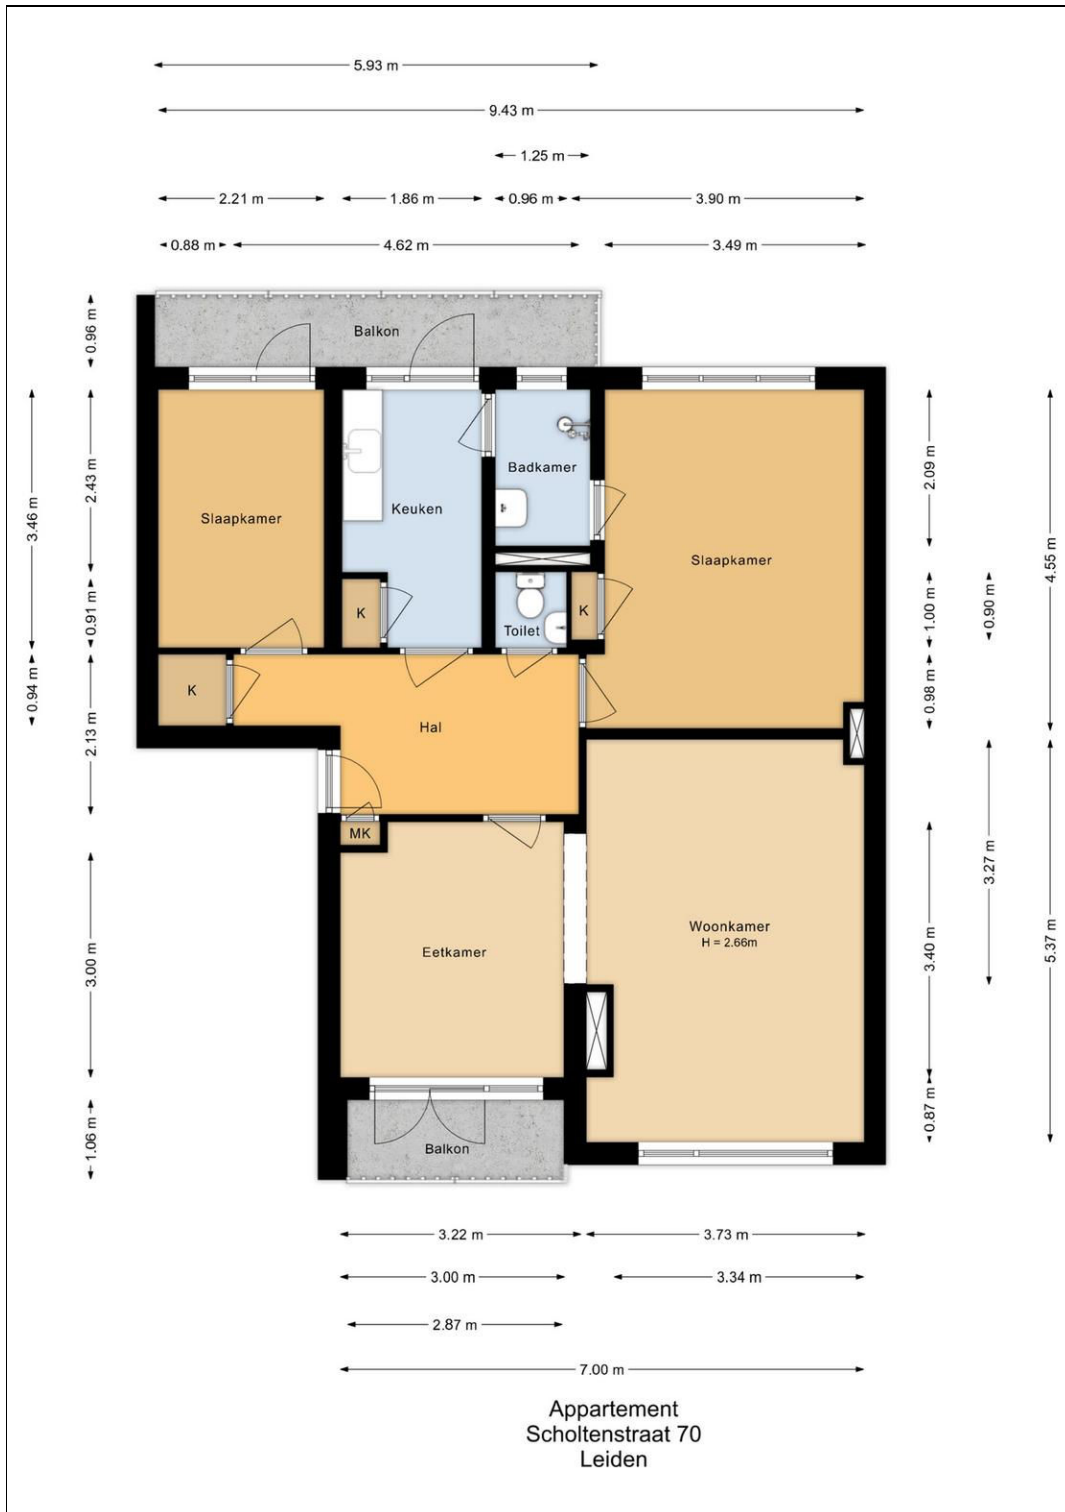 5.93 m
9.43 m
1.25 m
2.21 m
1.86 m
0.96 m
3.90 m
0.88 m
4.62 m
3.49 m
0.96 m
Balkon
3.46 m
2.43 m
Slaapkamer
Keuken
Badkamer
Slaapkamer
2.09 m
4.55 m
0.91 m
K
Toilet
K
1.00 m
0.90 m
0.94 m
K
0.98 m
2.13 m
Hal
MK
3.27 m
3.00 m
Eetkamer
Woonkamer
H = 2.66m
3.40 m
5.37 m
1.06 m
Balkon
0.87 m
3.22 m
3.73 m
3.00 m
3.34 m
2.87 m
7.00 m
Appartement
Scholtenstraat 70
Leiden